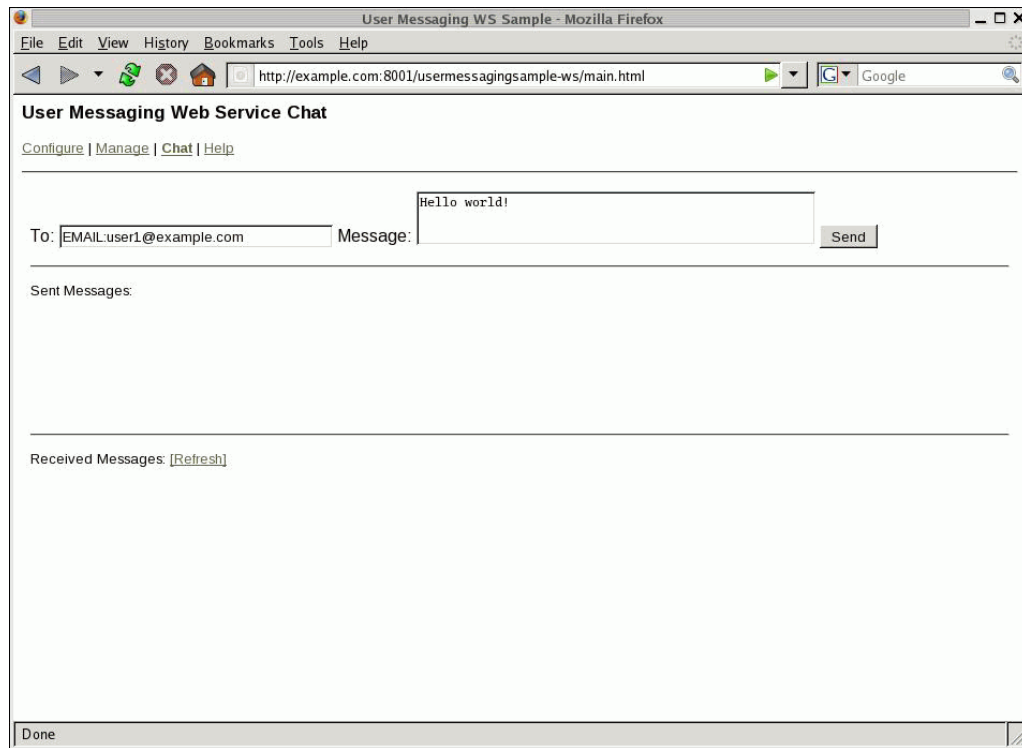 User Messaging WS Sample - Mozilla Firefox
File Edit View History Bookmarks Tools Help
http://example.com:8001/usermessagingsample-ws/main.html G Google
User Messaging Web Service Chat
Configure | Manage | Chat | Help
Hello world!
To: EMAIL:user1@example.com Message: Send
Sent Messages:
Received Messages: [Refresh]
Done